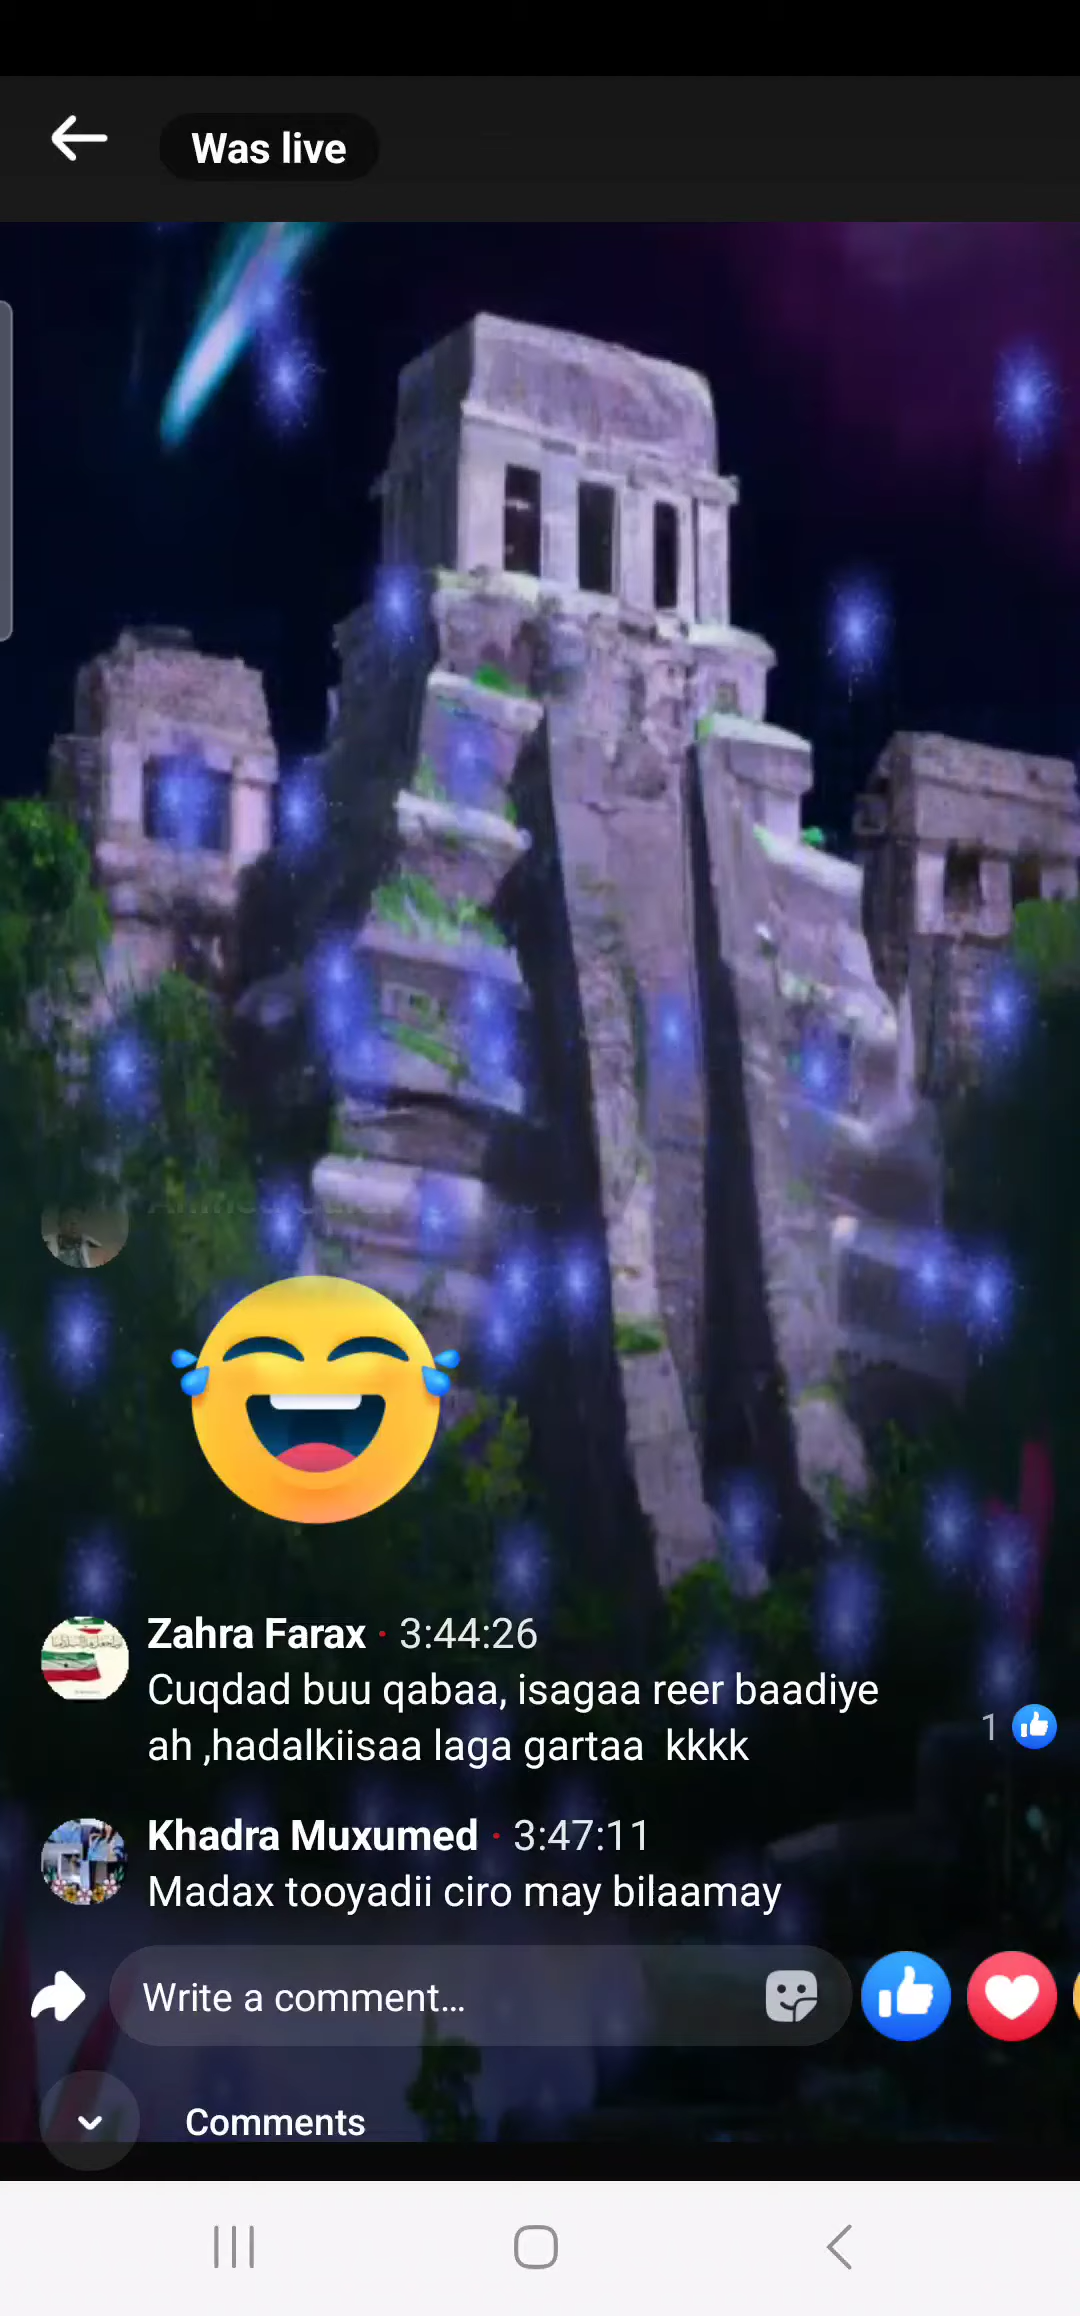 Was live
Zahra Farax · 3:44:26
Cuqdad buu qabaa, isagaa reer baadiye
ah ,hadalkiisaa laga gartaa  kkkk
1
Khadra Muxumed · 3:47:11
Madax tooyadii ciro may bilaamay
Write a comment...
Comments